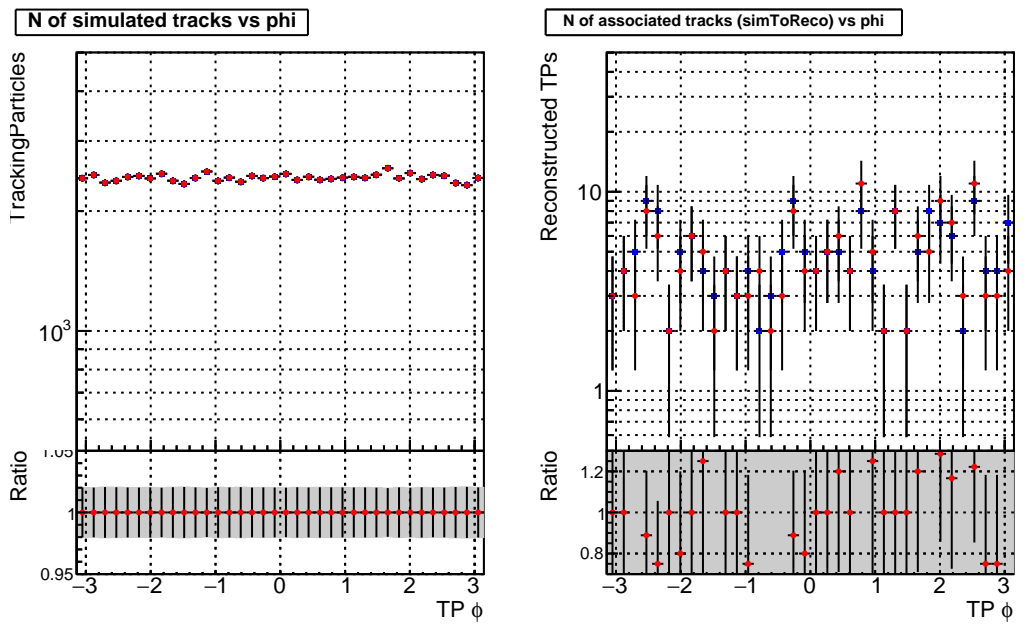 N of simulated tracks vs phi
TrackingParticles
10³
Ratio
1.05
1
0.95
−3 −2 −1 0 1 2 3
TP ϕ
N of associated tracks (simToReco) vs phi
Reconstructed TPs
10
1
Ratio
1.2
1
0.8
−3 −2 −1 0 1 2 3
TP ϕ